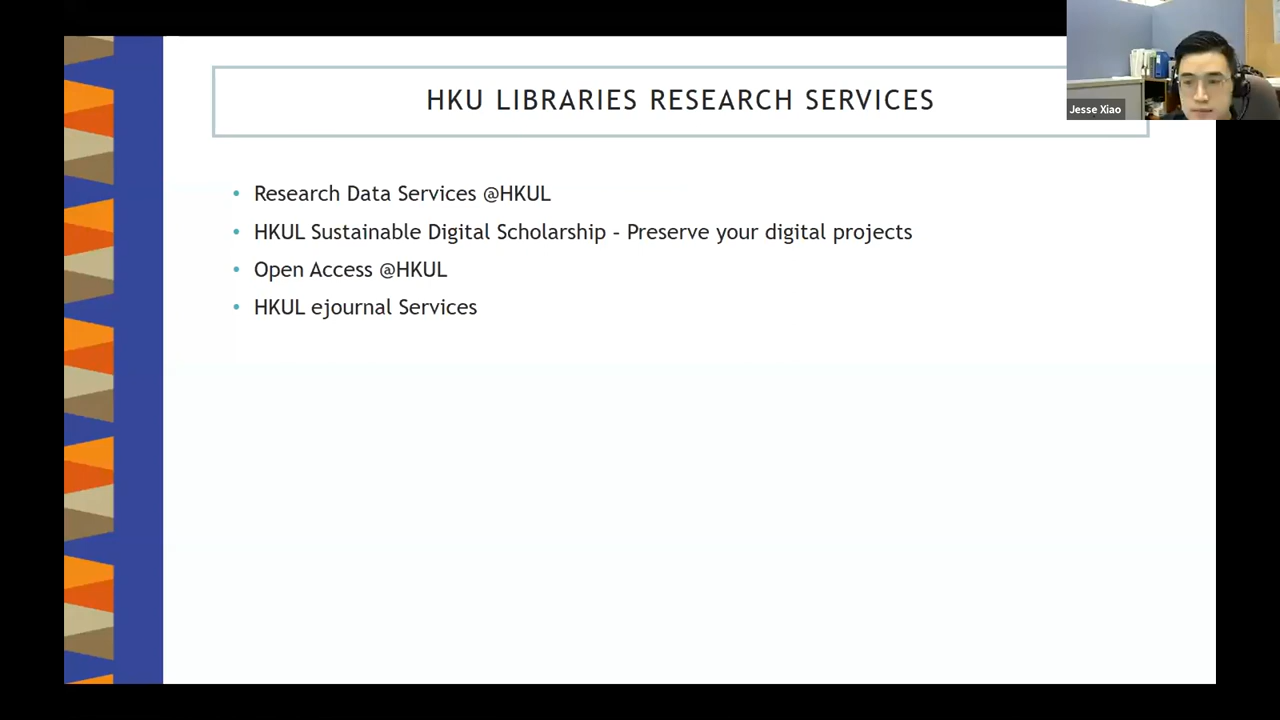 HKU LIBRARIES RESEARCH SERVICES
Jesse Xiao
• Research Data Services @HKUL
• HKUL Sustainable Digital Scholarship – Preserve your digital projects
• Open Access @HKUL
• HKUL ejournal Services